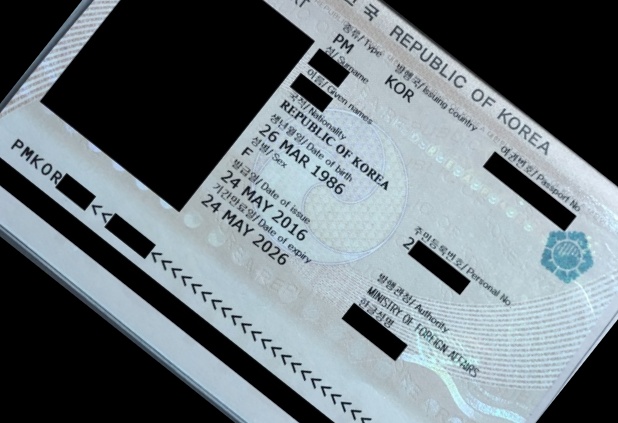 국 REPUBLIC OF KOREA
종류/ Type 발행국/ Issuing country 여권번호/ Passport No.
PM KOR
성/ Surname
이름/ Given names
국적/ Nationality
REPUBLIC OF KOREA
생년월일/ Date of birth 주민등록번호/ Personal No.
26 MAR 1986 2
성별/ Sex
F
발급일/ Date of issue 발행관청/ Authority
24 MAY 2016 MINISTRY OF FOREIGN AFFAIRS
기간만료일/ Date of expiry 한글성명
24 MAY 2026
PMKOR <<  <<<<<<<<<<<<<<<<<<<<